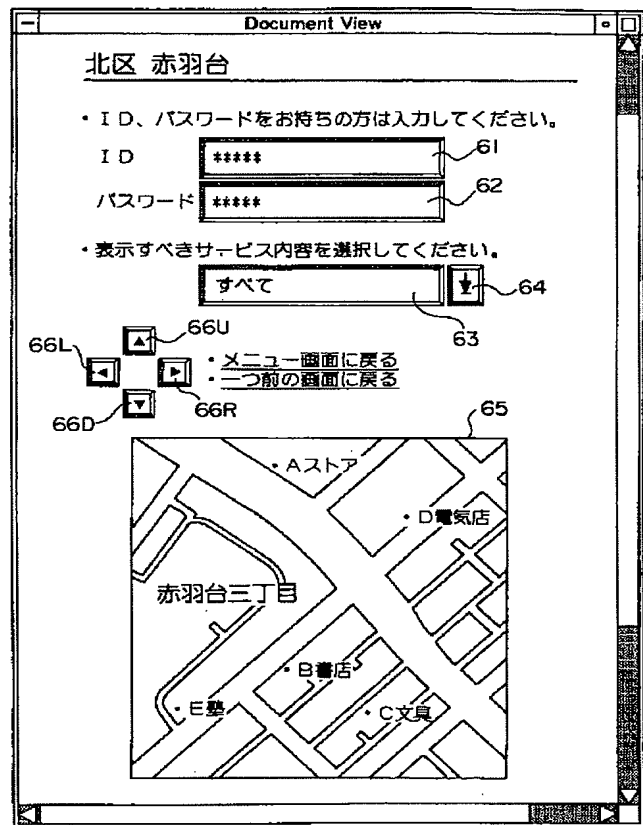 Document View
北区 赤羽台
・ＩＤ、パスワードをお持ちの方は入力してください。
ＩＤ ***** 61
パスワード ***** 62
・表示すべきサービス内容を選択してください。
すべて 64
63
66U
66L ・メニュー画面に戻る
・一つ前の画面に戻る
66D 66R
65
・Aストア
・D電気店
赤羽台三丁目
・B書店
・E塾 ・C文具